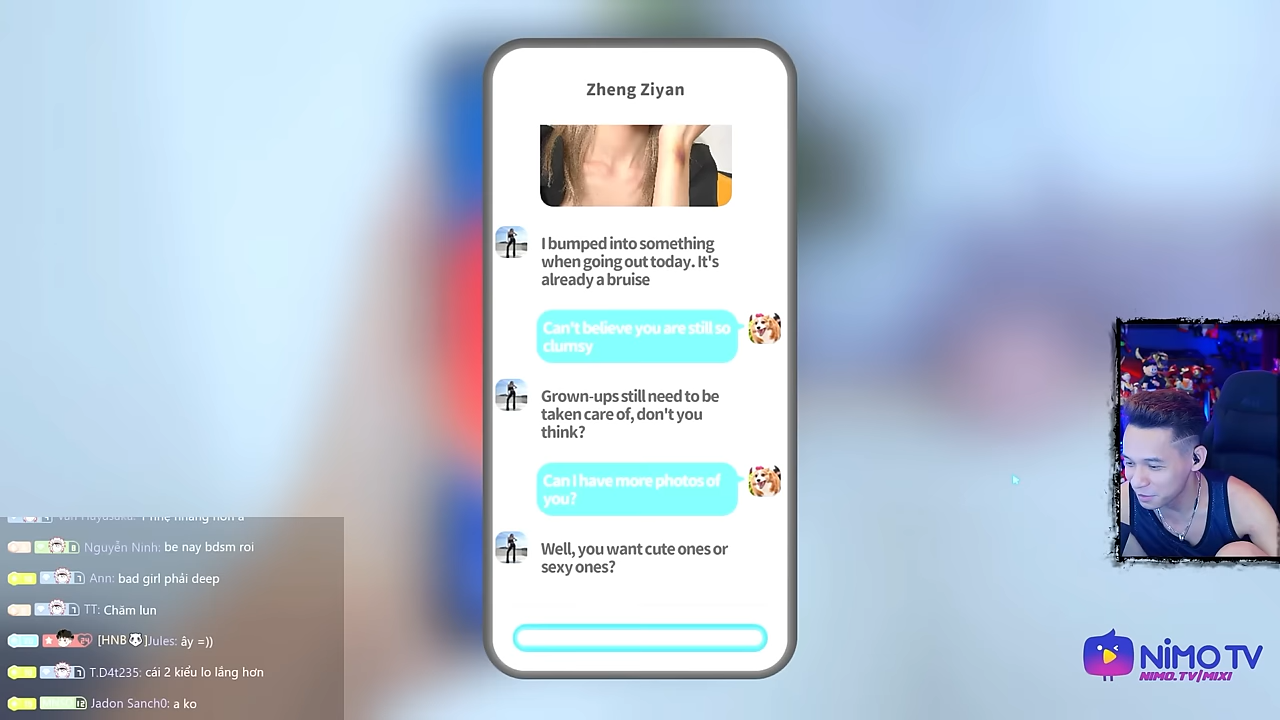 Zheng Ziyan
I bumped into something
when going out today. It's
already a bruise
Can't believe you are still so
clumsy
Grown-ups still need to be
taken care of, don't you
think?
Can I have more photos of
you?
Well, you want cute ones or
sexy ones?
Nguyễn Ninh: be nay bdsm roi
Ann: bad girl phải deep
TT: Chăm lun
[HNB]Jules: ây =))
T.D4t235: cái 2 kiểu lo lắng hơn
Jadon Sanch0: a ko
NIMO TV
NIMO.TV/MIXI